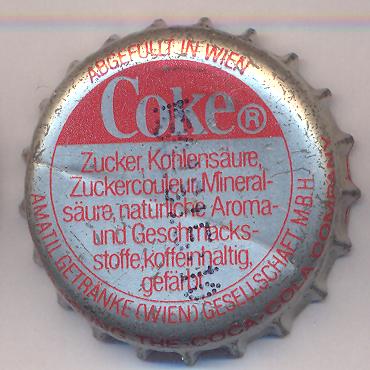 ABGEFÜLLT IN WIEN
Coke®
Zucker, Kohlensäure,
Zuckercouleur, Mineral-
säure, natürliche Aroma-
und Geschmacks-
stoffe, koffeinhaltig,
gefärbt
AMATIL GETRÄNKE (WIEN) GESELLSCHAFT M.B.H.
THE COCA-COLA COMPANY